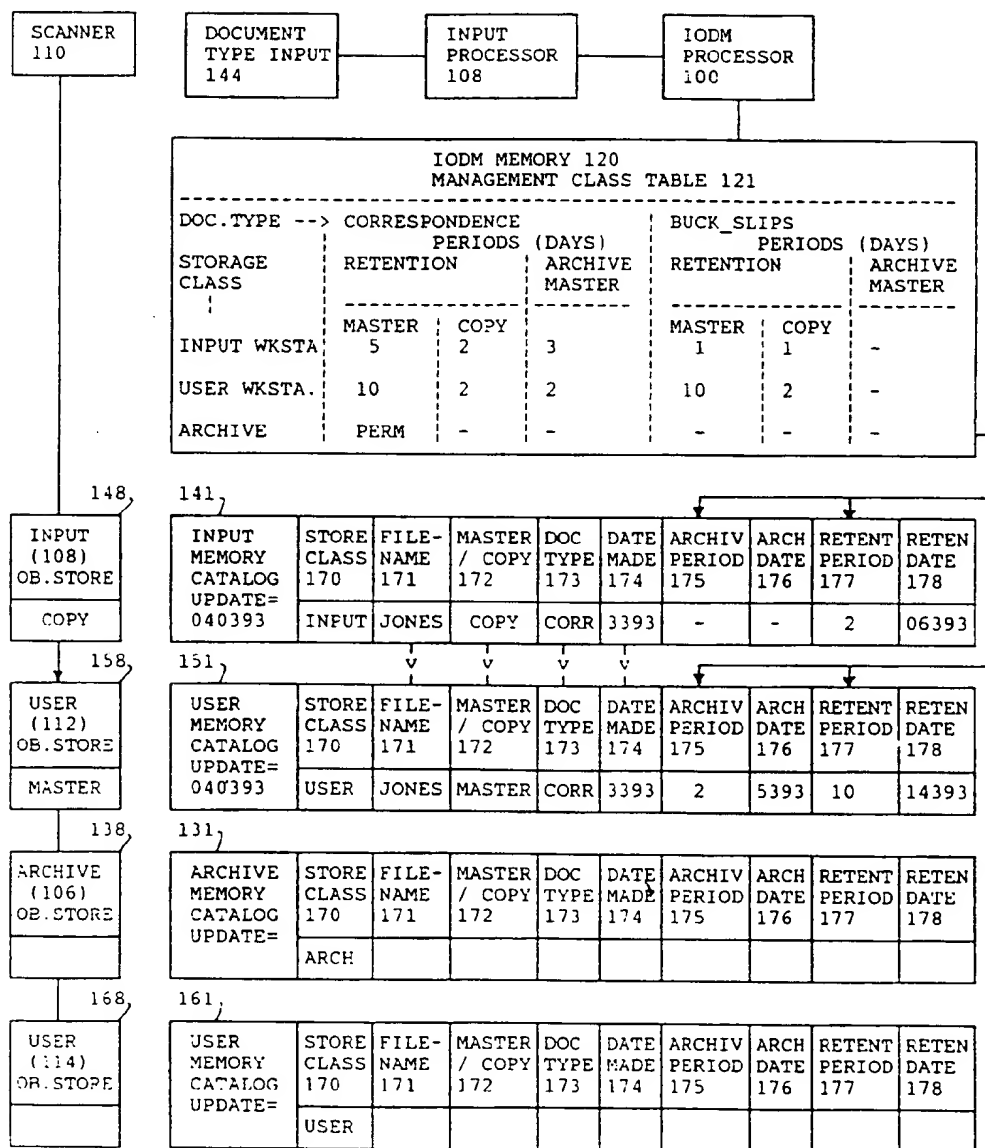 SCANNER
110
DOCUMENT
TYPE INPUT
144
INPUT
PROCESSOR
108
IODM
PROCESSOR
100
IODM MEMORY 120
MANAGEMENT CLASS TABLE 121
DOC.TYPE --> CORRESPONDENCE BUCK_SLIPS
PERIODS (DAYS) PERIODS (DAYS)
STORAGE RETENTION ARCHIVE RETENTION ARCHIVE
CLASS MASTER MASTER
MASTER COPY MASTER COPY
INPUT WKSTA 5 2 3 1 1 -
USER WKSTA. 10 2 2 10 2 -
ARCHIVE PERM - - - - -
148 141
INPUT
(108)
OB.STORE
COPY
INPUT STORE FILE- MASTER DOC DATE ARCHIV ARCH RETENT RETEN
MEMORY CLASS NAME / COPY TYPE MADE PERIOD DATE PERIOD DATE
CATALOG 170 171 172 173 174 175 176 177 178
UPDATE=
040393 INPUT JONES COPY CORR 3393 - - 2 06393
158 151
USER
(112)
OB.STORE
MASTER
USER STORE FILE- MASTER DOC DATE ARCHIV ARCH RETENT RETEN
MEMORY CLASS NAME / COPY TYPE MADE PERIOD DATE PERIOD DATE
CATALOG 170 171 172 173 174 175 176 177 178
UPDATE=
040393 USER JONES MASTER CORR 3393 2 5393 10 14393
138 131
ARCHIVE
(106)
OB.STORE
ARCHIVE STORE FILE- MASTER DOC DATE ARCHIV ARCH RETENT RETEN
MEMORY CLASS NAME / COPY TYPE MADE PERIOD DATE PERIOD DATE
CATALOG 170 171 172 173 174 175 176 177 178
UPDATE=
ARCH
168 161
USER
(114)
OB.STORE
USER STORE FILE- MASTER DOC DATE ARCHIV ARCH RETENT RETEN
MEMORY CLASS NAME / COPY TYPE MADE PERIOD DATE PERIOD DATE
CATALOG 170 171 172 173 174 175 176 177 178
UPDATE=
USER